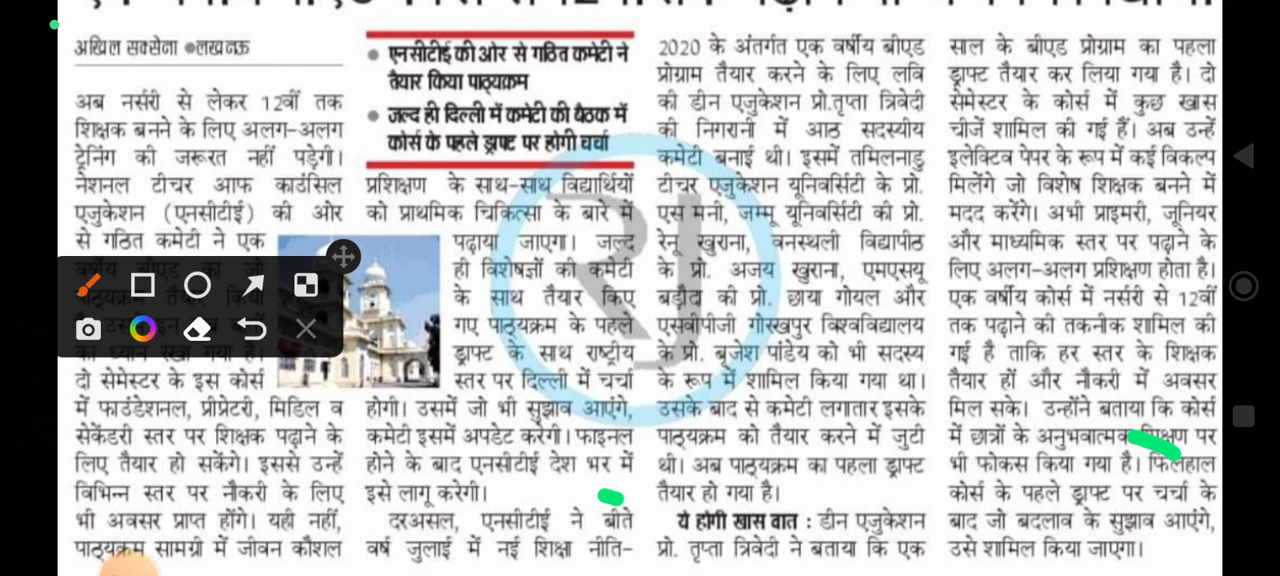 अखिल सक्सेना ●लखनऊ
अब नर्सरी से लेकर 12वीं तक
शिक्षक बनने के लिए अलग-अलग
ट्रेनिंग की जरूरत नहीं पड़ेगी।
नेशनल टीचर आफ काउंसिल
एजुकेशन (एनसीटीई) की ओर
से गठित कमेटी ने एक
दो सेमेस्टर के इस कोर्स
में फाउंडेशनल, प्रीप्रेटरी, मिडिल व
सेकेंडरी स्तर पर शिक्षक पढ़ाने के
लिए तैयार हो सकेंगे। इससे उन्हें
विभिन्न स्तर पर नौकरी के लिए
भी अवसर प्राप्त होंगे। यही नहीं,
पाठ्यक्रम सामग्री में जीवन कौशल
● एनसीटीई की ओर से गठित कमेटी ने
तैयार किया पाठ्यक्रम
● जल्द ही दिल्ली में कमेटी की बैठक में
कोर्स के पहले ड्राफ्ट पर होगी चर्चा
प्रशिक्षण के साथ-साथ विद्यार्थियों
को प्राथमिक चिकित्सा के बारे में
पढ़ाया जाएगा। जल्द
ही विशेषज्ञों की कमेटी
के साथ तैयार किए
गए पाठ्यक्रम के पहले
ड्राफ्ट के साथ राष्ट्रीय
स्तर पर दिल्ली में चर्चा
होगी। उसमें जो भी सुझाव आएंगे,
कमेटी इसमें अपडेट करेगी। फाइनल
होने के बाद एनसीटीई देश भर में
इसे लागू करेगी।
दरअसल, एनसीटीई ने बीते
वर्ष जुलाई में नई शिक्षा नीति-
2020 के अंतर्गत एक वर्षीय बीएड
प्रोग्राम तैयार करने के लिए लवि
की डीन एजुकेशन प्रो.तृप्ता त्रिवेदी
की निगरानी में आठ सदस्यीय
कमेटी बनाई थी। इसमें तमिलनाडु
टीचर एजुकेशन यूनिवर्सिटी के प्रो.
एस मनी, जम्मू यूनिवर्सिटी की प्रो.
रेनू खुराना, वनस्थली विद्यापीठ
के प्रो. अजय खुराना, एमएसयू
बड़ौदा की प्रो. छाया गोयल और
एसवीपीजी गोरखपुर विश्वविद्यालय
के प्रो. बृजेश पांडेय को भी सदस्य
के रूप में शामिल किया गया था।
उसके बाद से कमेटी लगातार इसके
पाठ्यक्रम को तैयार करने में जुटी
थी। अब पाठ्यक्रम का पहला ड्राफ्ट
तैयार हो गया है।
ये होगी खास बात : डीन एजुकेशन
प्रो. तृप्ता त्रिवेदी ने बताया कि एक
साल के बीएड प्रोग्राम का पहला
ड्राफ्ट तैयार कर लिया गया है। दो
सेमेस्टर के कोर्स में कुछ खास
चीजें शामिल की गई हैं। अब उन्हें
इलेक्टिव पेपर के रूप में कई विकल्प
मिलेंगे जो विशेष शिक्षक बनने में
मदद करेंगे। अभी प्राइमरी, जूनियर
और माध्यमिक स्तर पर पढ़ाने के
लिए अलग-अलग प्रशिक्षण होता है।
एक वर्षीय कोर्स में नर्सरी से 12वीं
तक पढ़ाने की तकनीक शामिल की
गई है ताकि हर स्तर के शिक्षक
तैयार हों और नौकरी में अवसर
मिल सके। उन्होंने बताया कि कोर्स
में छात्रों के अनुभवात्मक पर
भी फोकस किया गया है। फिलहाल
कोर्स के पहले ड्राफ्ट पर चर्चा के
बाद जो बदलाव के सुझाव आएंगे,
उसे शामिल किया जाएगा।